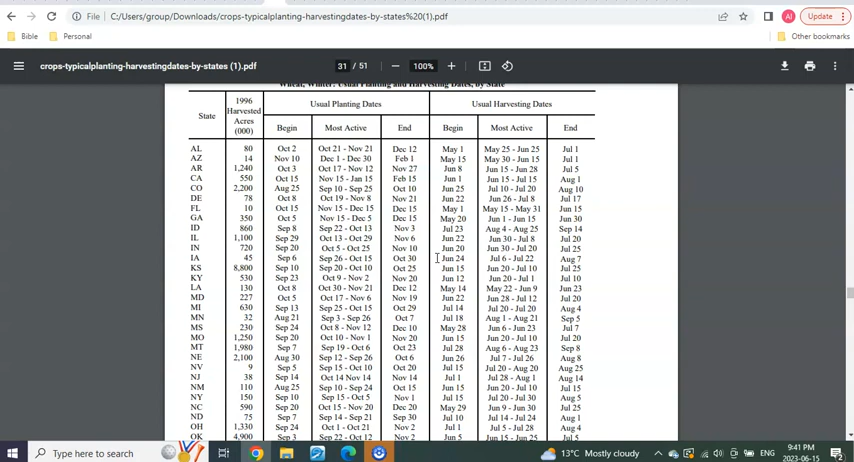 File | C:/Users/group/Downloads/crops-typicalplanting-harvestingdates-by-states%20(1).pdf
AI Update
Bible Personal Other bookmarks
crops-typicalplanting-harvestingdates-by-states (1).pdf 31 / 51 100%
Wheat, Winter: Usual Planting and Harvesting Dates, by State
State 1996 Harvested Acres (000) Usual Planting Dates Usual Harvesting Dates
Begin Most Active End Begin Most Active End
AL 80 Oct 2 Oct 21 - Nov 21 Dec 12 May 1 May 25 - Jun 25 Jul 1
AZ 14 Nov 10 Dec 1 - Dec 30 Feb 1 May 15 May 30 - Jun 15 Jul 1
AR 1,240 Oct 3 Oct 17 - Nov 12 Nov 27 Jun 8 Jun 15 - Jun 28 Jul 5
CA 550 Oct 15 Nov 15 - Jan 15 Feb 15 Jun 1 Jun 15 - Jul 15 Aug 1
CO 2,200 Aug 25 Sep 10 - Sep 25 Oct 10 Jun 25 Jul 10 - Jul 20 Aug 10
DE 78 Oct 8 Oct 19 - Nov 8 Nov 21 Jun 22 Jun 26 - Jul 8 Jul 17
FL 10 Oct 15 Nov 15 - Dec 15 Dec 15 May 1 May 15 - May 31 Jun 15
GA 350 Oct 5 Nov 15 - Dec 5 Dec 15 May 20 Jun 1 - Jun 15 Jun 30
ID 860 Sep 8 Sep 22 - Oct 13 Nov 3 Jul 23 Aug 4 - Aug 25 Sep 14
IL 1,100 Sep 29 Oct 13 - Oct 29 Nov 6 Jun 22 Jun 30 - Jul 8 Jul 20
IN 720 Sep 20 Oct 5 - Oct 25 Nov 10 Jun 20 Jun 30 - Jul 20 Jul 25
IA 45 Sep 6 Sep 26 - Oct 15 Oct 30 Jun 24 Jul 6 - Jul 22 Aug 7
KS 8,800 Sep 10 Sep 20 - Oct 10 Oct 25 Jun 15 Jun 20 - Jul 10 Jul 25
KY 530 Sep 23 Oct 9 - Nov 2 Nov 20 Jun 12 Jun 20 - Jul 1 Jul 10
LA 130 Oct 8 Oct 30 - Nov 21 Dec 12 May 14 May 22 - Jun 9 Jun 23
MD 227 Oct 5 Oct 17 - Nov 6 Nov 19 Jun 22 Jun 28 - Jul 12 Jul 20
MI 630 Sep 13 Sep 25 - Oct 15 Oct 29 Jul 14 Jul 20 - Jul 20 Aug 4
MN 32 Aug 21 Sep 3 - Sep 26 Oct 7 Jul 18 Aug 1 - Aug 21 Sep 5
MS 230 Sep 24 Oct 8 - Nov 12 Dec 10 May 28 Jun 6 - Jun 23 Jul 7
MO 1,250 Sep 20 Oct 10 - Nov 1 Nov 20 Jun 15 Jun 20 - Jul 10 Jul 20
MT 1,980 Sep 7 Sep 19 - Oct 6 Oct 23 Jul 28 Aug 6 - Aug 23 Sep 8
NE 2,100 Aug 30 Sep 12 - Sep 26 Oct 6 Jun 26 Jul 7 - Jul 26 Aug 8
NV 9 Sep 5 Sep 15 - Oct 10 Oct 20 Jul 15 Jul 20 - Aug 20 Aug 25
NJ 38 Sep 14 Oct 14 Nov 14 Nov 14 Jul 1 Jul 28 - Aug 1 Aug 14
NM 110 Aug 25 Sep 10 - Sep 24 Oct 15 Jun 15 Jun 20 - Jul 10 Jul 15
NY 150 Sep 10 Sep 15 - Oct 5 Nov 1 Jul 15 Jul 20 - Jul 30 Aug 5
NC 590 Sep 20 Oct 15 - Nov 20 Dec 20 May 29 Jun 9 - Jun 30 Jul 25
ND 75 Sep 7 Sep 14 - Sep 21 Sep 30 Jul 10 Jul 14 - Jul 24 Aug 1
OH 1,330 Sep 24 Oct 1 - Oct 21 Nov 2 Jul 1 Jul 5 - Jul 28 Aug 4
OK 4,900 Sep 3 Sep 22 - Oct 12 Nov 2 Jun 5 Jun 15 - Jun 25 Jul 5
Type here to search 13°C Mostly cloudy ENG 9:41 PM
2023-06-15 2